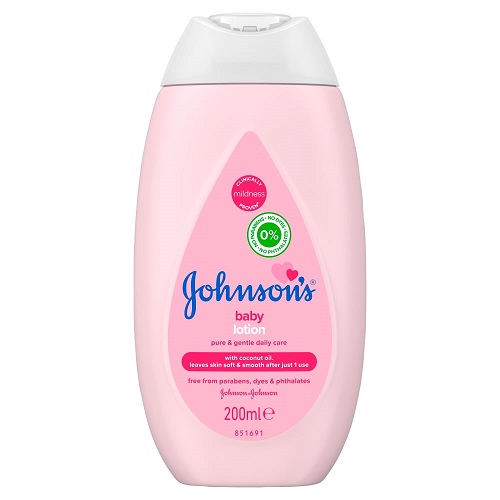 CLINICALLY
mildness
PROVEN*
NO PARABENS • NO DYES • NO PHTHALATES
0%
Johnson's®
baby
lotion
pure & gentle daily care
with coconut oil.
leaves skin soft & smooth after just 1 use
free from parabens, dyes & phthalates
Johnson & Johnson
200ml℮
851691